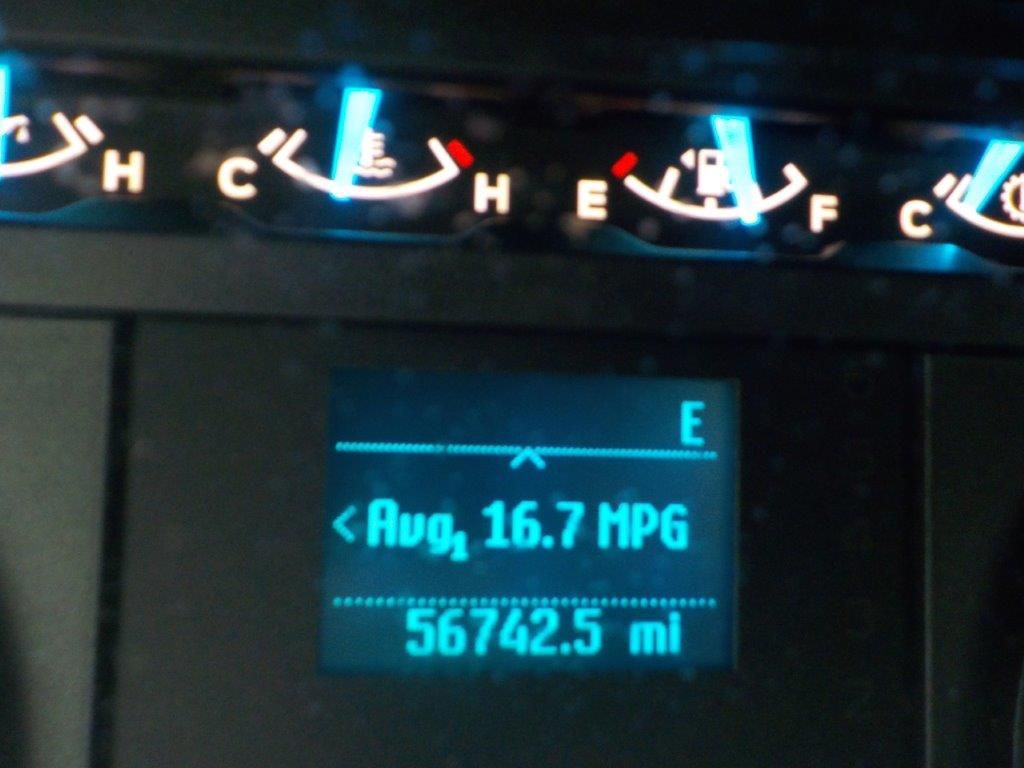 H C H E F C
E
< Avg1 16.7 MPG
56742.5 mi